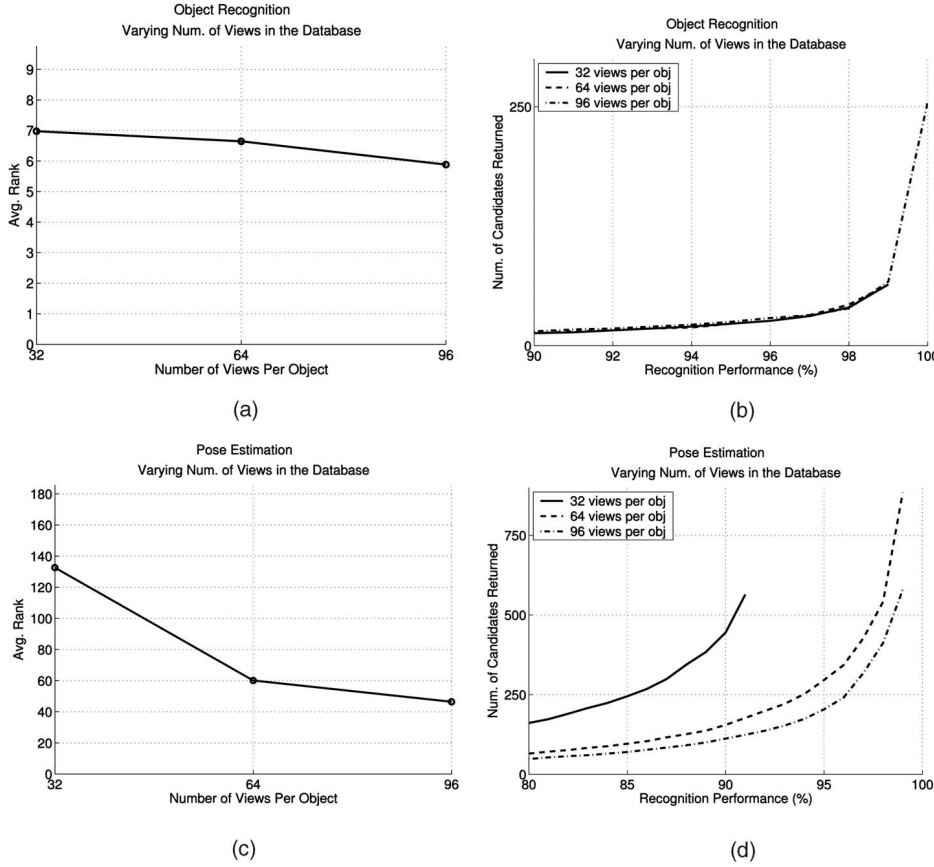 Object Recognition
Varying Num. of Views in the Database
9
8
7
6
5
4
3
2
1
0
Avg. Rank
32 64 96
Number of Views Per Object
(a)
Object Recognition
Varying Num. of Views in the Database
32 views per obj
64 views per obj
96 views per obj
250
0
Num. of Candidates Returned
90 92 94 96 98 100
Recognition Performance (%)
(b)
Pose Estimation
Varying Num. of Views in the Database
180
160
140
120
100
80
60
40
20
0
Avg. Rank
32 64 96
Number of Views Per Object
(c)
Pose Estimation
Varying Num. of Views in the Database
32 views per obj
64 views per obj
96 views per obj
750
500
250
0
Num. of Candidates Returned
80 85 90 95 100
Recognition Performance (%)
(d)